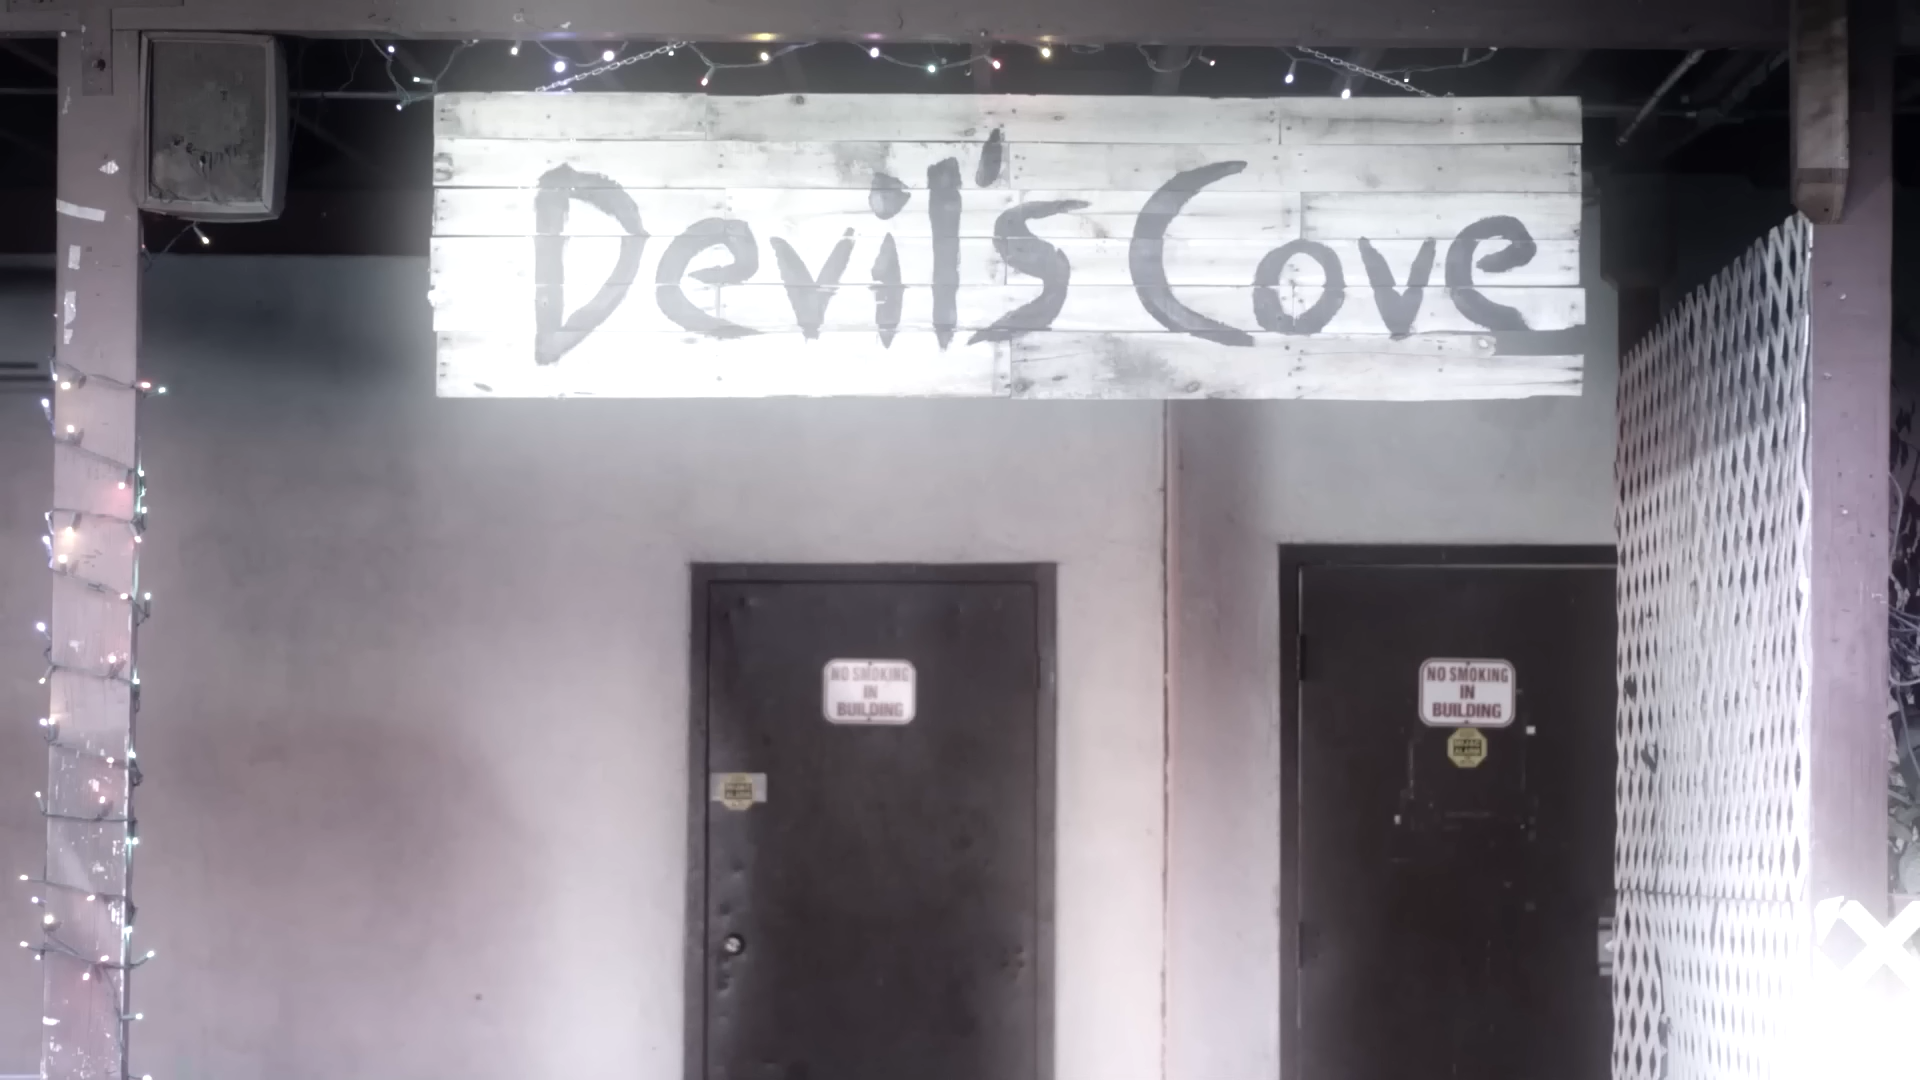 Devil's Cove
NO SMOKING
IN
BUILDING
NO SMOKING
IN
BUILDING